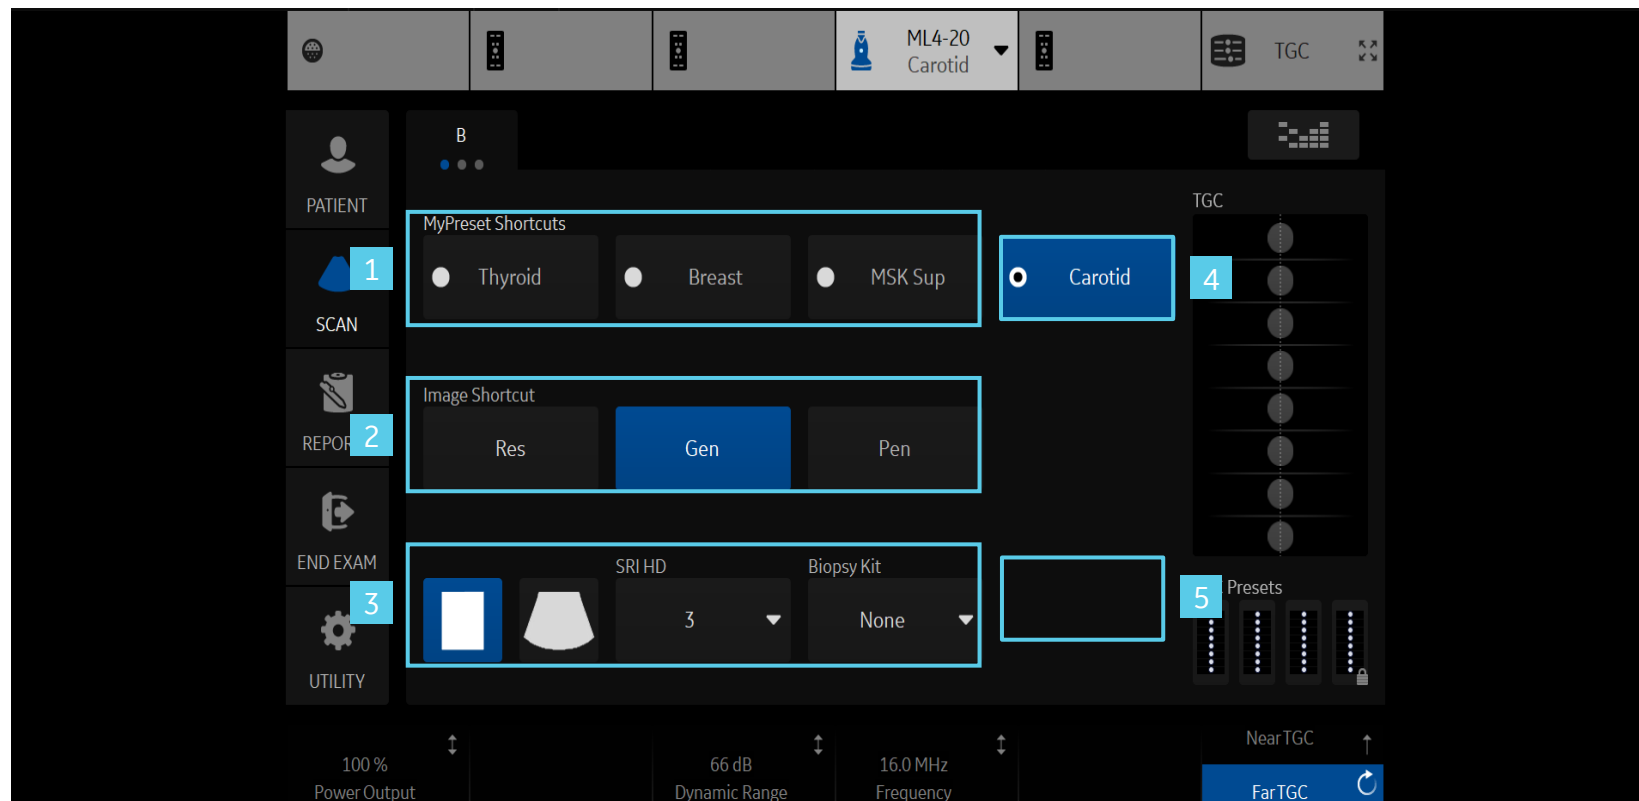 ML4-20
Carotid
TGC
B
PATIENT
TGC
MyPreset Shortcuts
1
Thyroid
Breast
MSK Sup
Carotid
4
SCAN
Image Shortcut
2
REPOR
Res
Gen
Pen
END EXAM
SRI HD
Biopsy Kit
3
3
None
5
Presets
UTILITY
Near TGC
100 %
66 dB
16.0 MHz
Power Output
Dynamic Range
Frequency
Far TGC